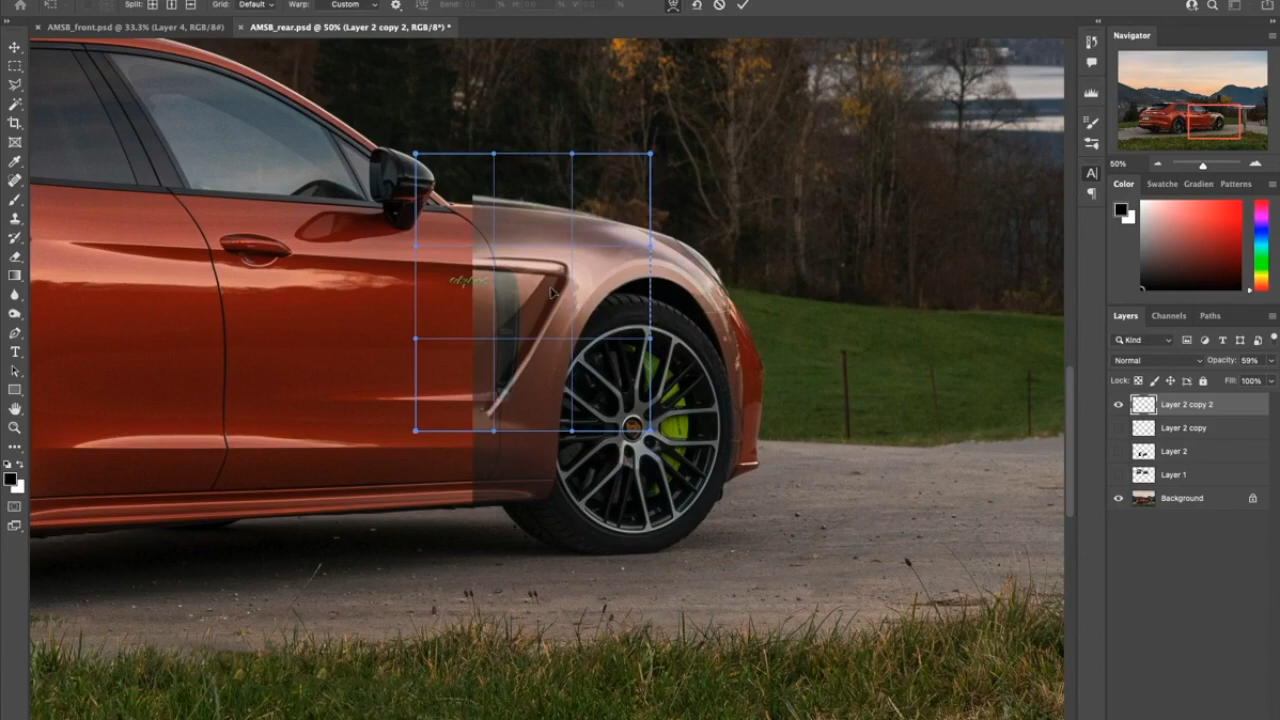 Split:
Grid: Default
Warp: Custom
AMSB_front.psd @ 33.3% (Layer 4, RGB/8#)
AMSB_rear.psd @ 50% (Layer 2 copy 2, RGB/8*) *
Navigator
50%
Color Swatche Gradien Patterns
Layers Channels Paths
Kind
Normal Opacity: 59%
Lock: Fill: 100%
Layer 2 copy 2
Layer 2 copy
Layer 2
Layer 1
Background